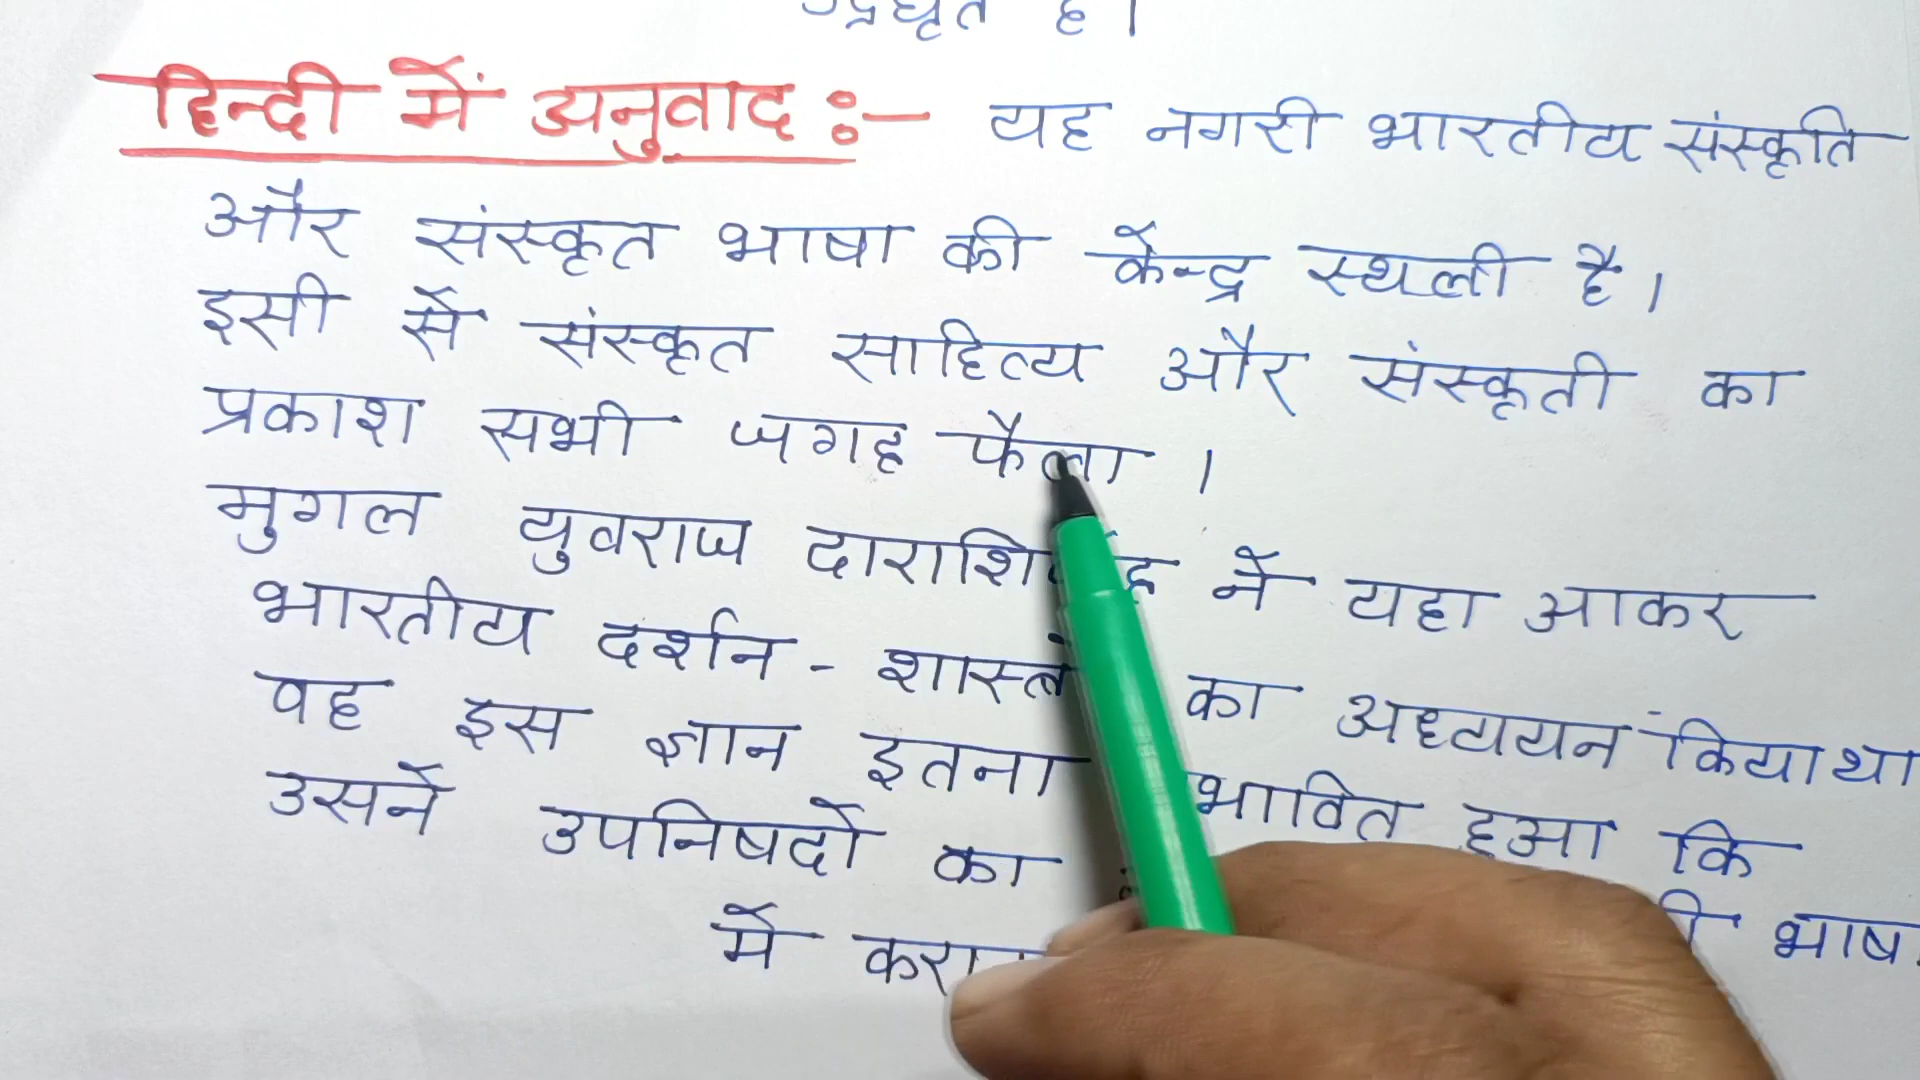 है।
हिन्दी में अनुवाद :- यह नगरी भारतीय संस्कृति
और संस्कृत भाषा की केन्द्र स्थली है।
इसी से संस्कृत साहित्य और संस्कृती का
प्रकाश सभी जगह फैला ।
मुगल युवराज ने यहा आकर
भारतीय दर्शन - का अध्ययन किया था
वह इस ज्ञान इतना हुआ कि
उसने उपनिषदों का
में